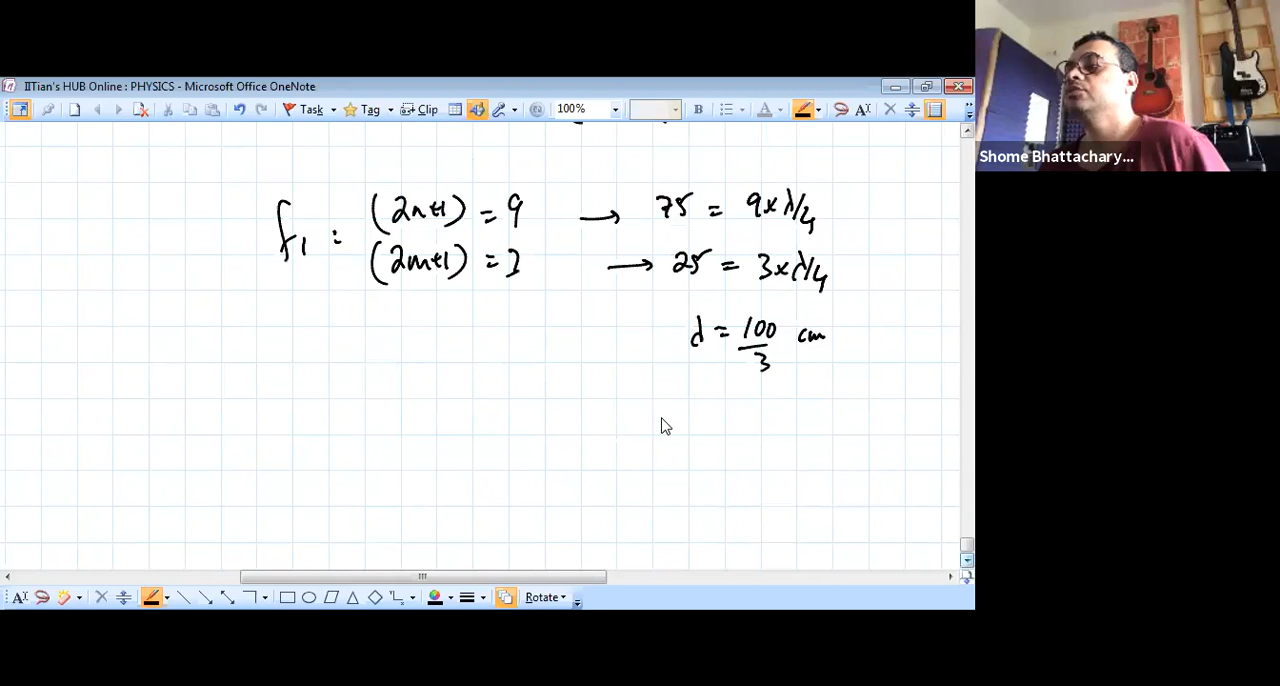 IITian's HUB Online : PHYSICS - Microsoft Office OneNote
Task Tag Clip 100% B A
Shome Bhattachary...
f1 : (2n+1) = 9 → 75 = 9 x λ/4
(2m+1) = 3 → 25 = 3 x λ/4
λ = 100/3 cm
Rotate